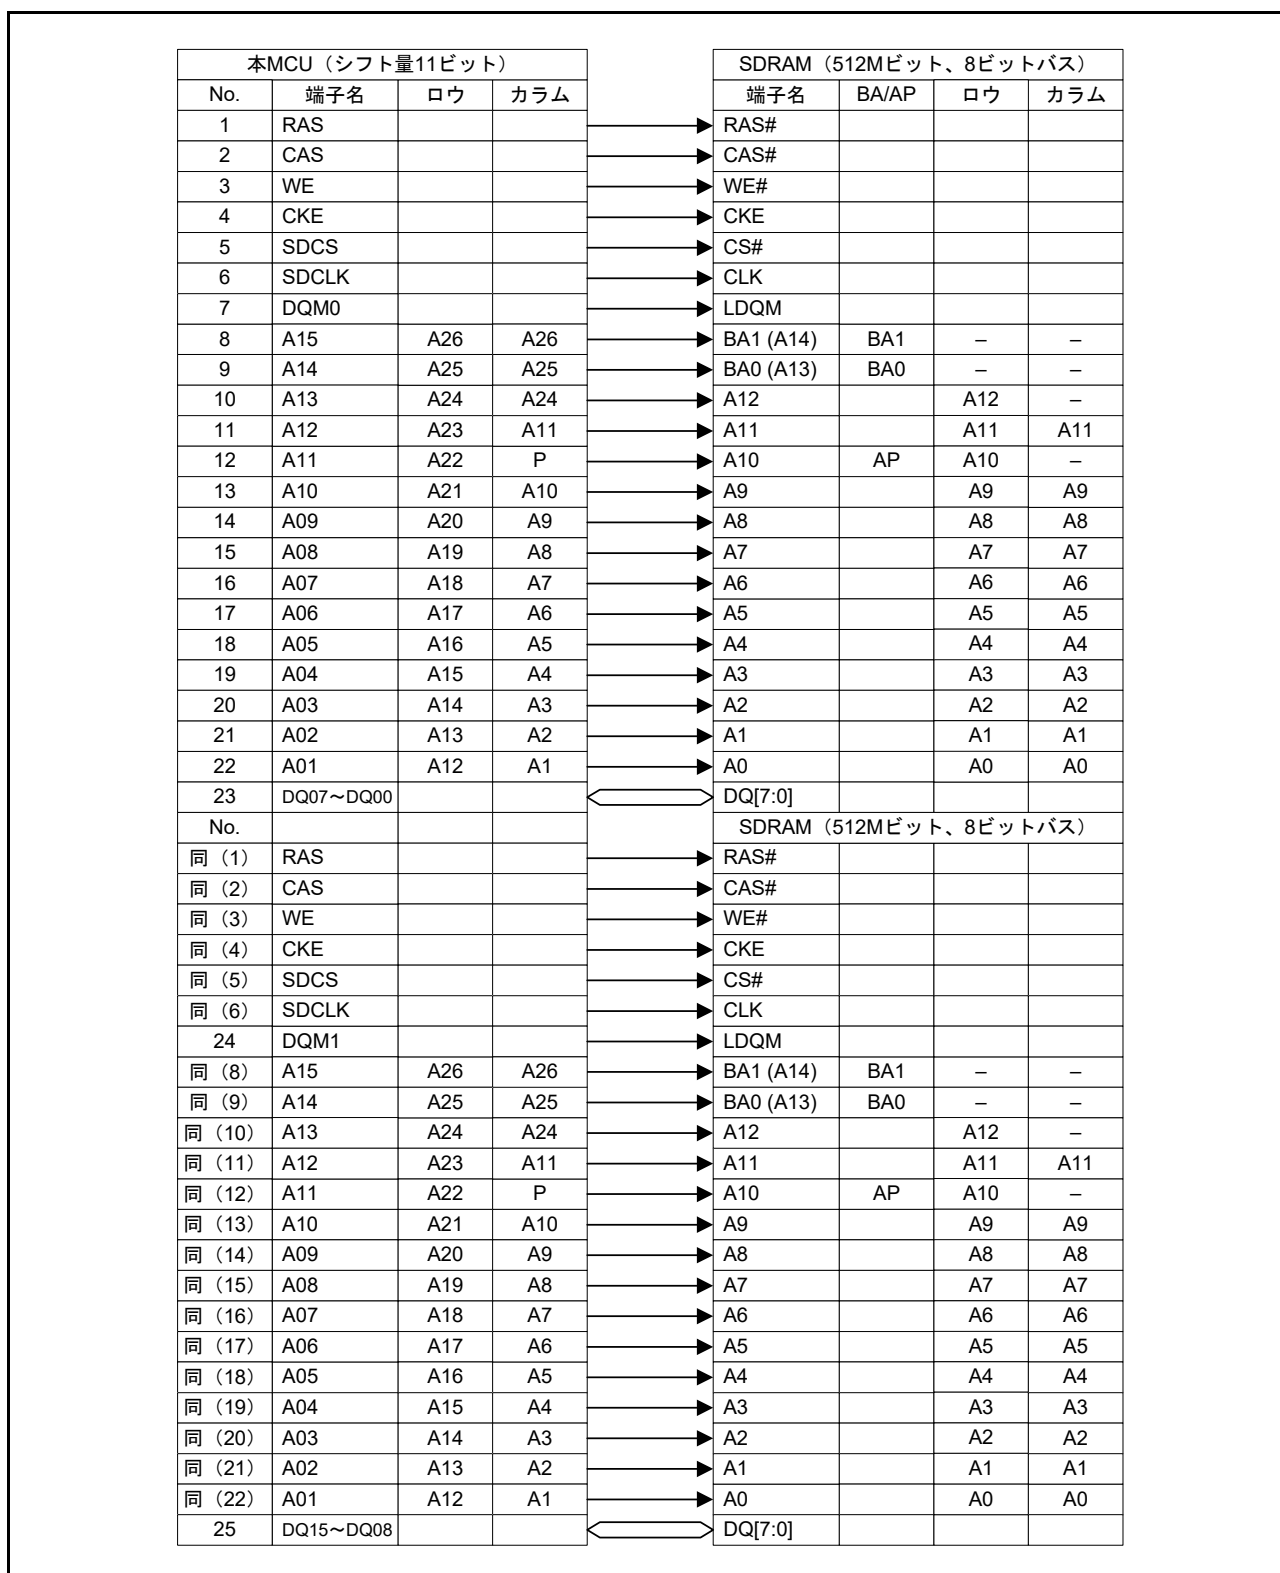 本MCU（シフト量11ビット） SDRAM（512Mビット、8ビットバス）
No. 端子名 ロウ カラム 端子名 BA/AP ロウ カラム
1 RAS RAS#
2 CAS CAS#
3 WE WE#
4 CKE CKE
5 SDCS CS#
6 SDCLK CLK
7 DQM0 LDQM
8 A15 A26 A26 BA1 (A14) BA1 – –
9 A14 A25 A25 BA0 (A13) BA0 – –
10 A13 A24 A24 A12 A12 –
11 A12 A23 A11 A11 A11 A11
12 A11 A22 P A10 AP A10 –
13 A10 A21 A10 A9 A9 A9
14 A09 A20 A9 A8 A8 A8
15 A08 A19 A8 A7 A7 A7
16 A07 A18 A7 A6 A6 A6
17 A06 A17 A6 A5 A5 A5
18 A05 A16 A5 A4 A4 A4
19 A04 A15 A4 A3 A3 A3
20 A03 A14 A3 A2 A2 A2
21 A02 A13 A2 A1 A1 A1
22 A01 A12 A1 A0 A0 A0
23 DQ07～DQ00 DQ[7:0]
No. SDRAM（512Mビット、8ビットバス）
同（1） RAS RAS#
同（2） CAS CAS#
同（3） WE WE#
同（4） CKE CKE
同（5） SDCS CS#
同（6） SDCLK CLK
24 DQM1 LDQM
同（8） A15 A26 A26 BA1 (A14) BA1 – –
同（9） A14 A25 A25 BA0 (A13) BA0 – –
同（10） A13 A24 A24 A12 A12 –
同（11） A12 A23 A11 A11 A11 A11
同（12） A11 A22 P A10 AP A10 –
同（13） A10 A21 A10 A9 A9 A9
同（14） A09 A20 A9 A8 A8 A8
同（15） A08 A19 A8 A7 A7 A7
同（16） A07 A18 A7 A6 A6 A6
同（17） A06 A17 A6 A5 A5 A5
同（18） A05 A16 A5 A4 A4 A4
同（19） A04 A15 A4 A3 A3 A3
同（20） A03 A14 A3 A2 A2 A2
同（21） A02 A13 A2 A1 A1 A1
同（22） A01 A12 A1 A0 A0 A0
25 DQ15～DQ08 DQ[7:0]